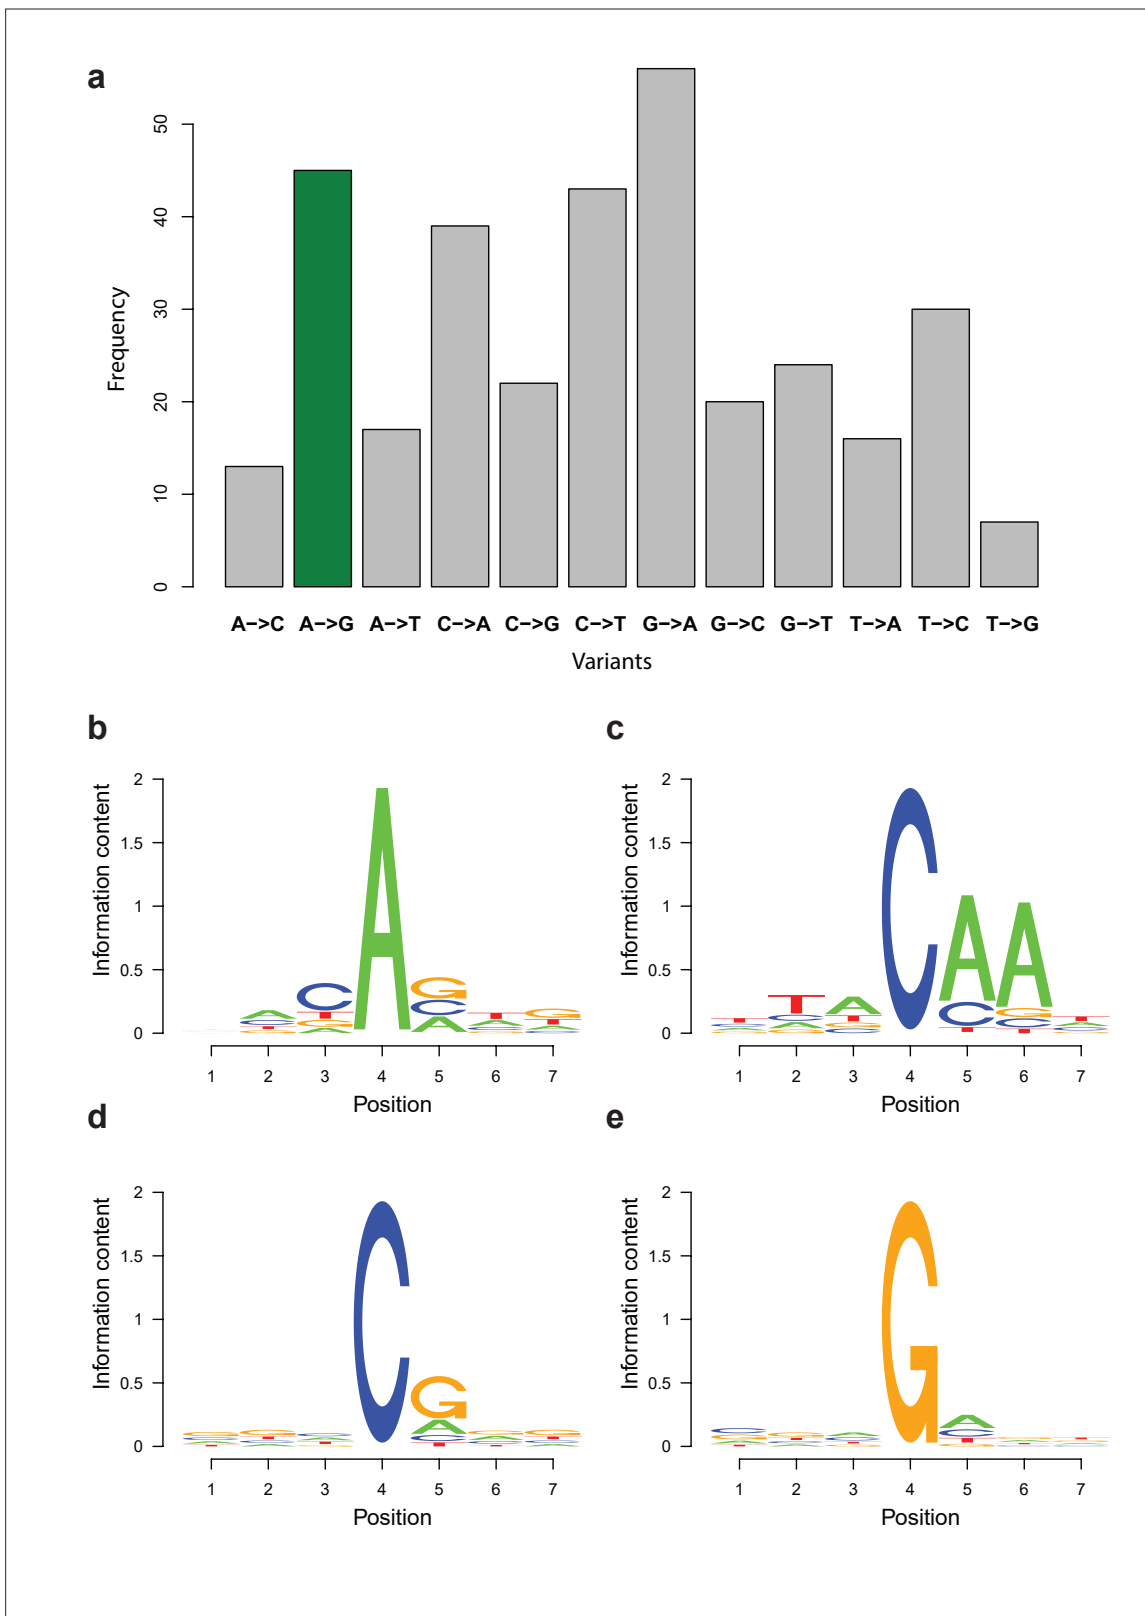 a
Frequency
50
40
30
20
10
0
A->C A->G A->T C->A C->G C->T G->A G->C G->T T->A T->C T->G
Variants
b
Information content
2
1.5
1
0.5
0
A
C
G
1 2 3 4 5 6 7
Position
c
Information content
2
1.5
1
0.5
0
T
A
C
A
A
1 2 3 4 5 6 7
Position
d
Information content
2
1.5
1
0.5
0
C
G
A
1 2 3 4 5 6 7
Position
e
Information content
2
1.5
1
0.5
0
G
A
1 2 3 4 5 6 7
Position